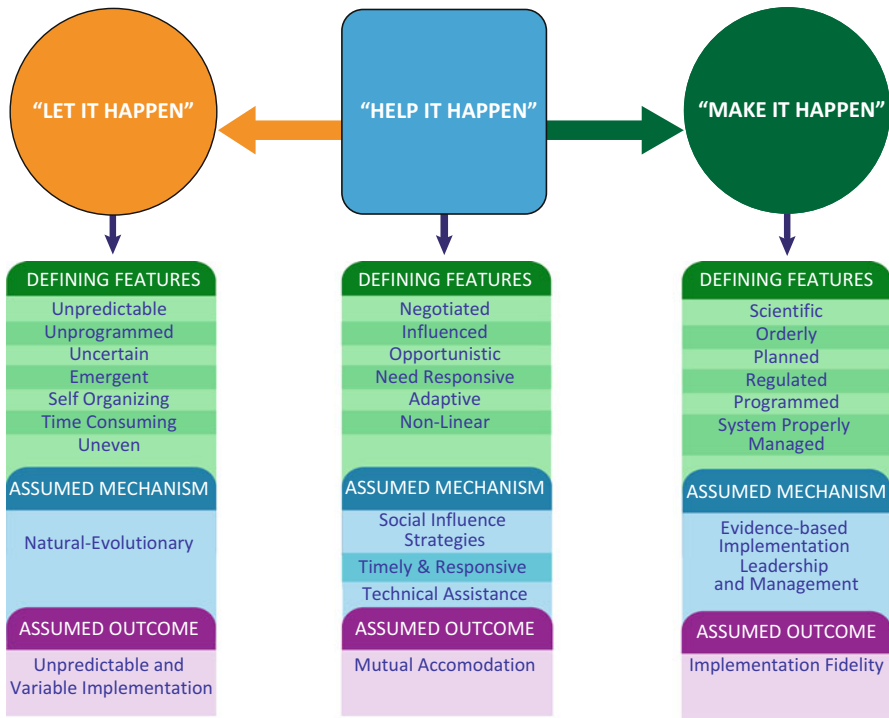 “LET IT HAPPEN”
“HELP IT HAPPEN”
“MAKE IT HAPPEN”
DEFINING FEATURES
Unpredictable
Unprogrammed
Uncertain
Emergent
Self Organizing
Time Consuming
Uneven
ASSUMED MECHANISM
Natural-Evolutionary
ASSUMED OUTCOME
Unpredictable and
Variable Implementation
DEFINING FEATURES
Negotiated
Influenced
Opportunistic
Need Responsive
Adaptive
Non-Linear
ASSUMED MECHANISM
Social Influence
Strategies
Timely & Responsive
Technical Assistance
ASSUMED OUTCOME
Mutual Accomodation
DEFINING FEATURES
Scientific
Orderly
Planned
Regulated
Programmed
System Properly
Managed
ASSUMED MECHANISM
Evidence-based
Implementation
Leadership
and Management
ASSUMED OUTCOME
Implementation Fidelity